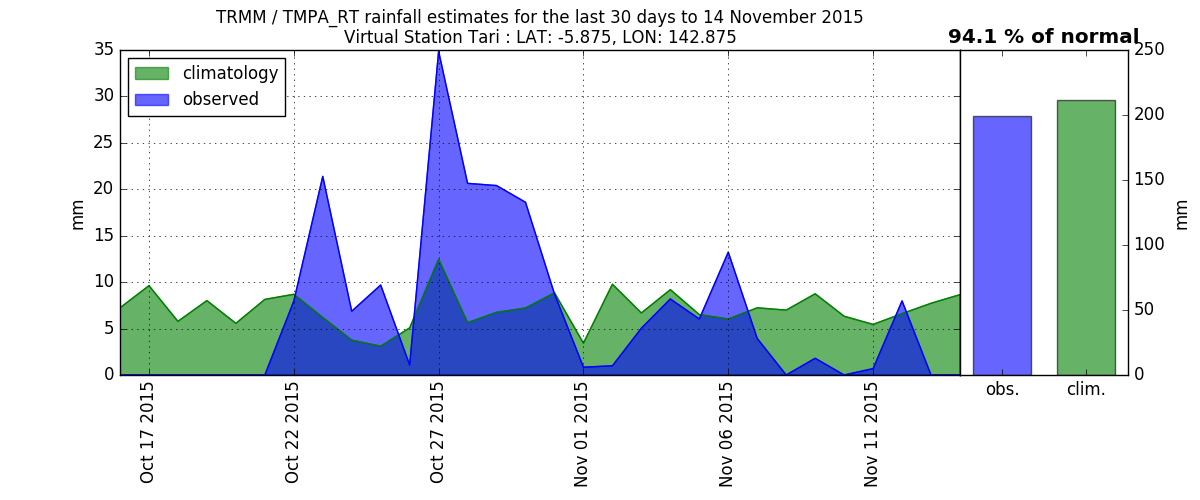 TRMM / TMPA_RT rainfall estimates for the last 30 days to 14 November 2015
Virtual Station Tari : LAT: -5.875, LON: 142.875
94.1 % of normal
climatology
observed
mm
35
30
25
20
15
10
5
0
Oct 17 2015
Oct 22 2015
Oct 27 2015
Nov 01 2015
Nov 06 2015
Nov 11 2015
250
200
150
100
50
0
mm
obs.
clim.